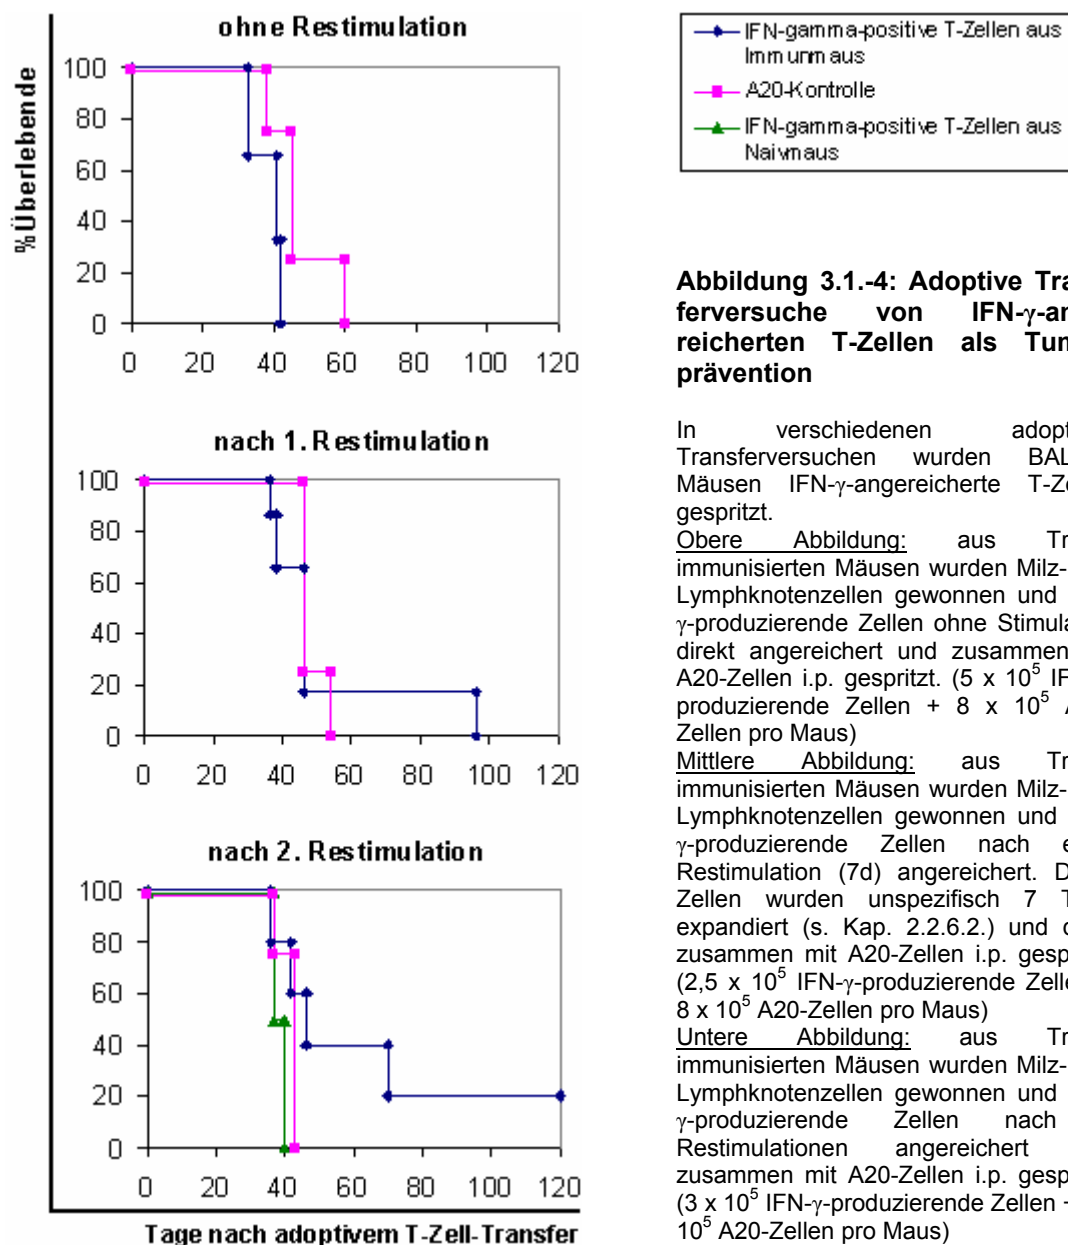 %Überlebende
ohne Restimulation
100
80
60
40
20
0
0 20 40 60 80 100 120
nach 1. Restimulation
100
80
60
40
20
0
0 20 40 60 80 100 120
nach 2. Restimulation
100
80
60
40
20
0
0 20 40 60 80 100 120
Tage nach adoptivem T-Zell-Transfer
IFN-gamma-positive T-Zellen aus
Immunmaus
A20-Kontrolle
IFN-gamma-positive T-Zellen aus
Naivmaus
Abbildung 3.1.-4: Adoptive Tra
ferversuche von IFN-γ-an
reicherten T-Zellen als Tum
prävention
In verschiedenen adopt
Transferversuchen wurden BAL
Mäusen IFN-γ-angereicherte T-Ze
gespritzt.
Obere Abbildung: aus Tr
immunisierten Mäusen wurden Milz-
Lymphknotenzellen gewonnen und
γ-produzierende Zellen ohne Stimula
direkt angereichert und zusammen
A20-Zellen i.p. gespritzt. (5 x 10⁵ IF
produzierende Zellen + 8 x 10⁵ A
Zellen pro Maus)
Mittlere Abbildung: aus Tr
immunisierten Mäusen wurden Milz-
Lymphknotenzellen gewonnen und
γ-produzierende Zellen nach e
Restimulation (7d) angereichert. D
Zellen wurden unspezifisch 7 T
expandiert (s. Kap. 2.2.6.2.) und d
zusammen mit A20-Zellen i.p. gesp
(2,5 x 10⁵ IFN-γ-produzierende Zelle
8 x 10⁵ A20-Zellen pro Maus)
Untere Abbildung: aus Tr
immunisierten Mäusen wurden Milz-
Lymphknotenzellen gewonnen und
γ-produzierende Zellen nach
Restimulationen angereichert
zusammen mit A20-Zellen i.p. gesp
(3 x 10⁵ IFN-γ-produzierende Zellen +
10⁵ A20-Zellen pro Maus)